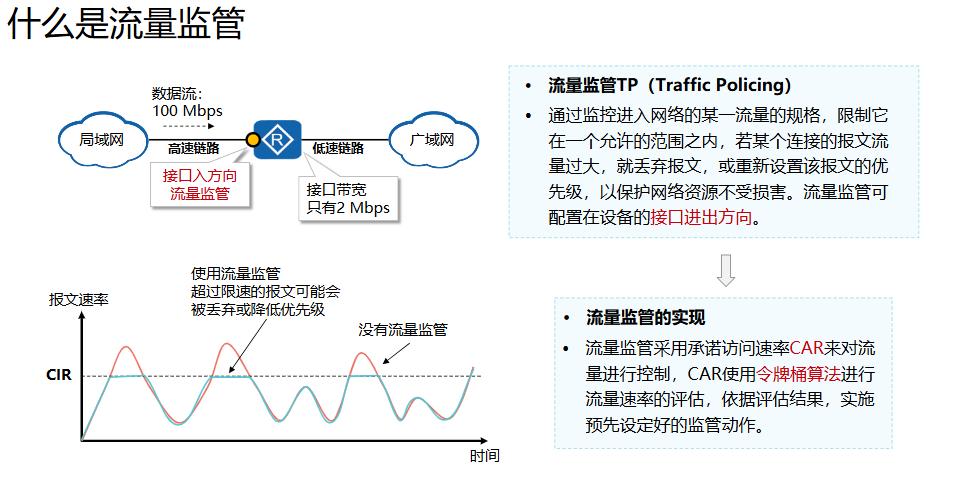 什么是流量监管
数据流：
100 Mbps
局域网
高速链路
R
低速链路
广域网
接口入方向
流量监管
接口带宽
只有2 Mbps
• 流量监管TP（Traffic Policing）
• 通过监控进入网络的某一流量的规格，限制它
在一个允许的范围之内，若某个连接的报文流
量过大，就丢弃报文，或重新设置该报文的优
先级，以保护网络资源不受损害。流量监管可
配置在设备的接口进出方向。
使用流量监管
超过限速的报文可能会
被丢弃或降低优先级
报文速率
没有流量监管
CIR
时间
• 流量监管的实现
• 流量监管采用承诺访问速率CAR来对流
量进行控制，CAR使用令牌桶算法进行
流量速率的评估，依据评估结果，实施
预先设定好的监管动作。